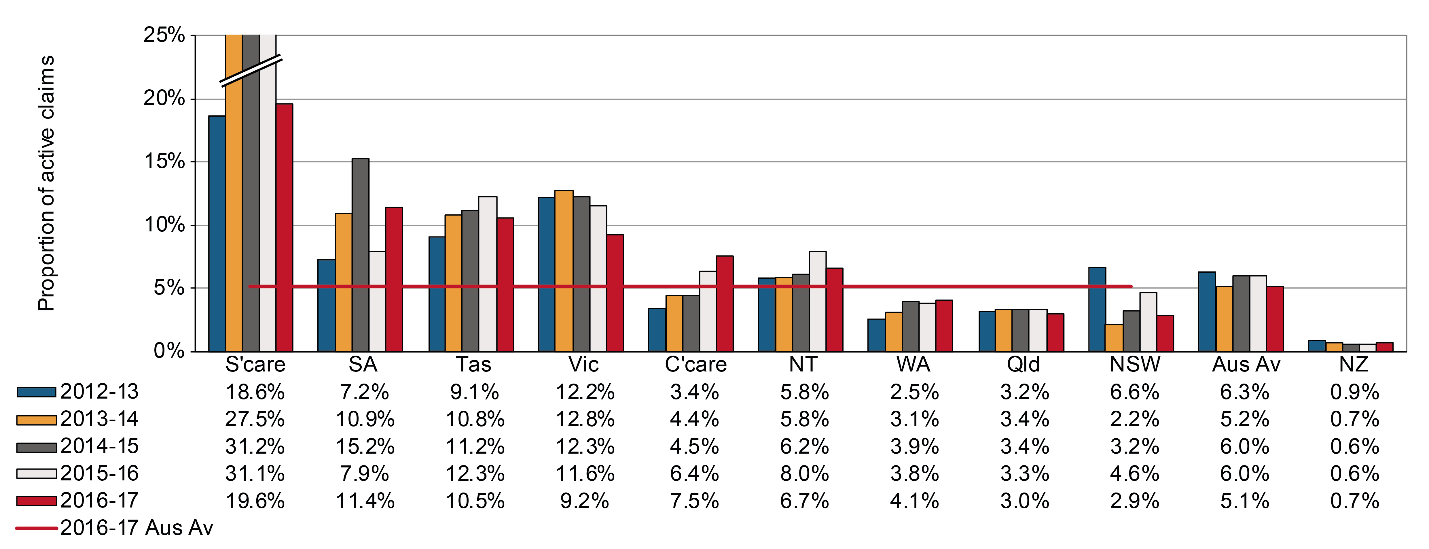 Proportion of active claims
25%
20%
15%
10%
5%
0%
S'care SA Tas Vic C'care NT WA Qld NSW Aus Av NZ
2012-13 18.6% 7.2% 9.1% 12.2% 3.4% 5.8% 2.5% 3.2% 6.6% 6.3% 0.9%
2013-14 27.5% 10.9% 10.8% 12.8% 4.4% 5.8% 3.1% 3.4% 2.2% 5.2% 0.7%
2014-15 31.2% 15.2% 11.2% 12.3% 4.5% 6.2% 3.9% 3.4% 3.2% 6.0% 0.6%
2015-16 31.1% 7.9% 12.3% 11.6% 6.4% 8.0% 3.8% 3.3% 4.6% 6.0% 0.6%
2016-17 19.6% 11.4% 10.5% 9.2% 7.5% 6.7% 4.1% 3.0% 2.9% 5.1% 0.7%
2016-17 Aus Av